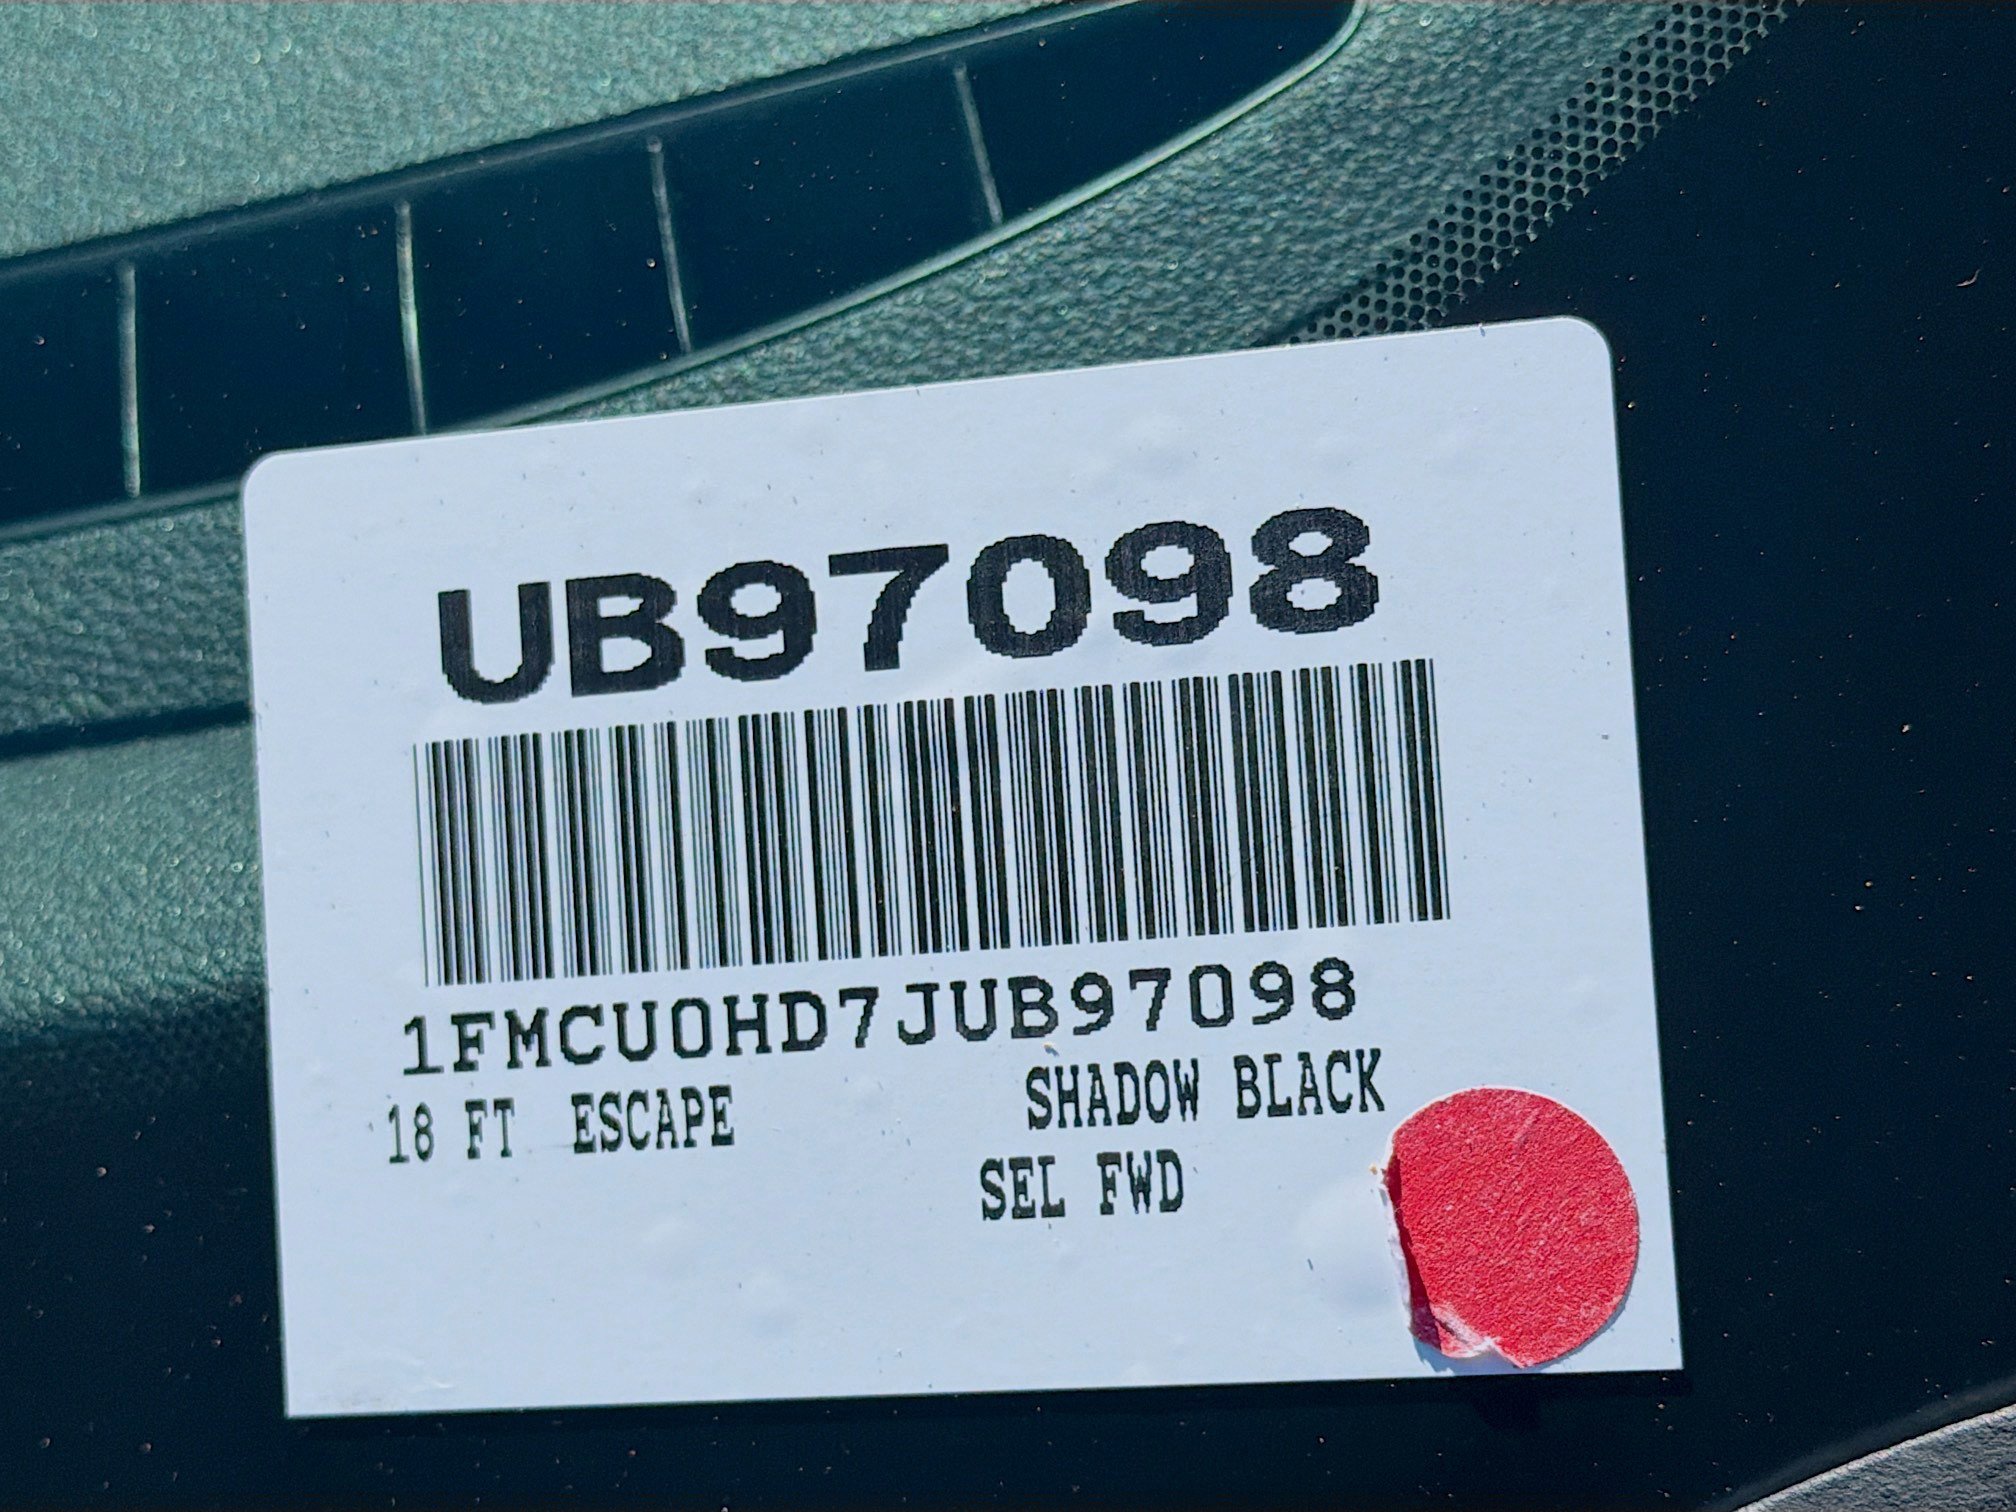 UB97098
1FMCU0HD7JUB97098
18 FT ESCAPE SHADOW BLACK
SEL FWD